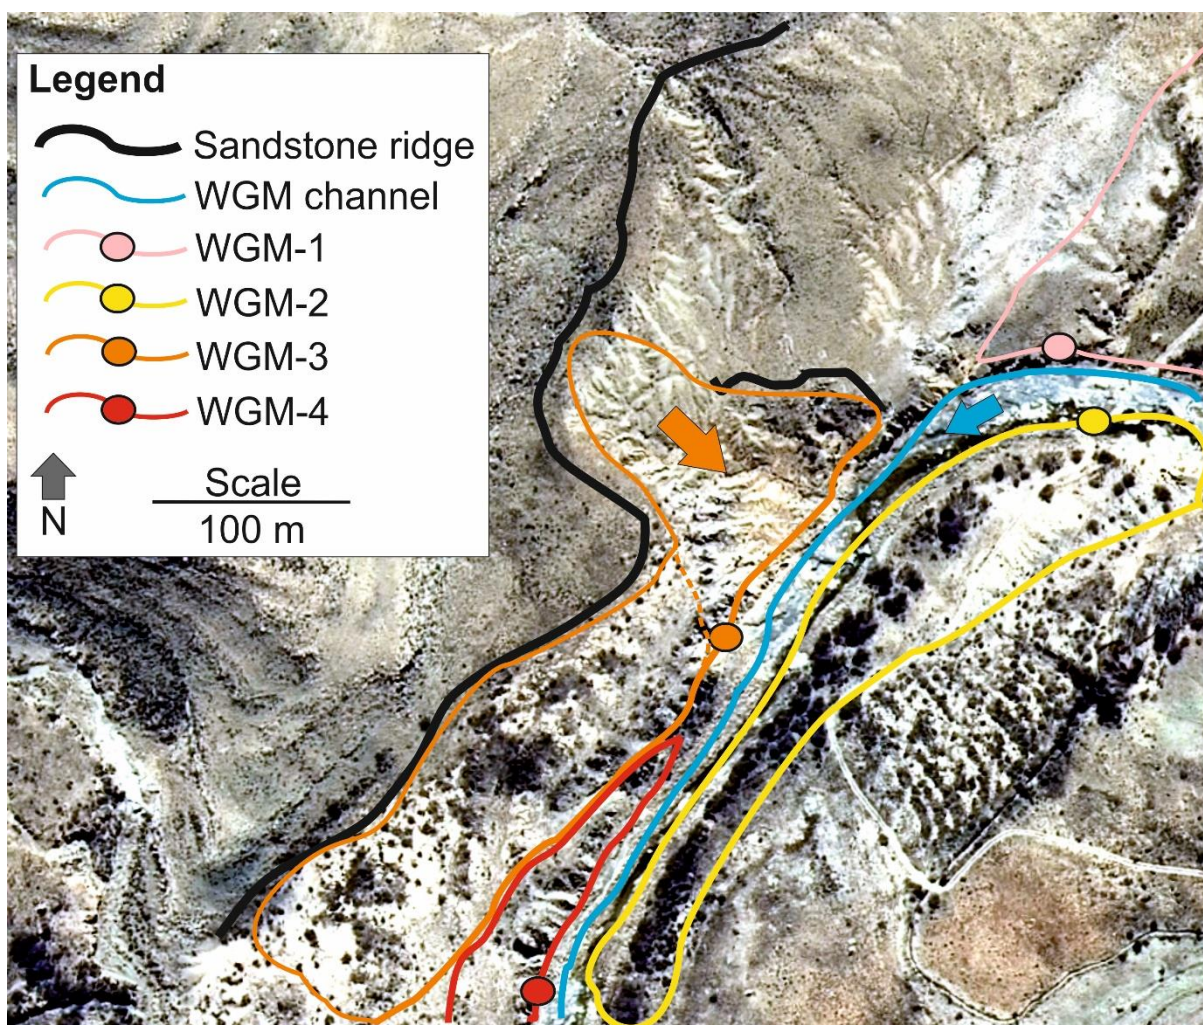 Legend
Sandstone ridge
WGM channel
WGM-1
WGM-2
WGM-3
WGM-4
Scale
N
100 m